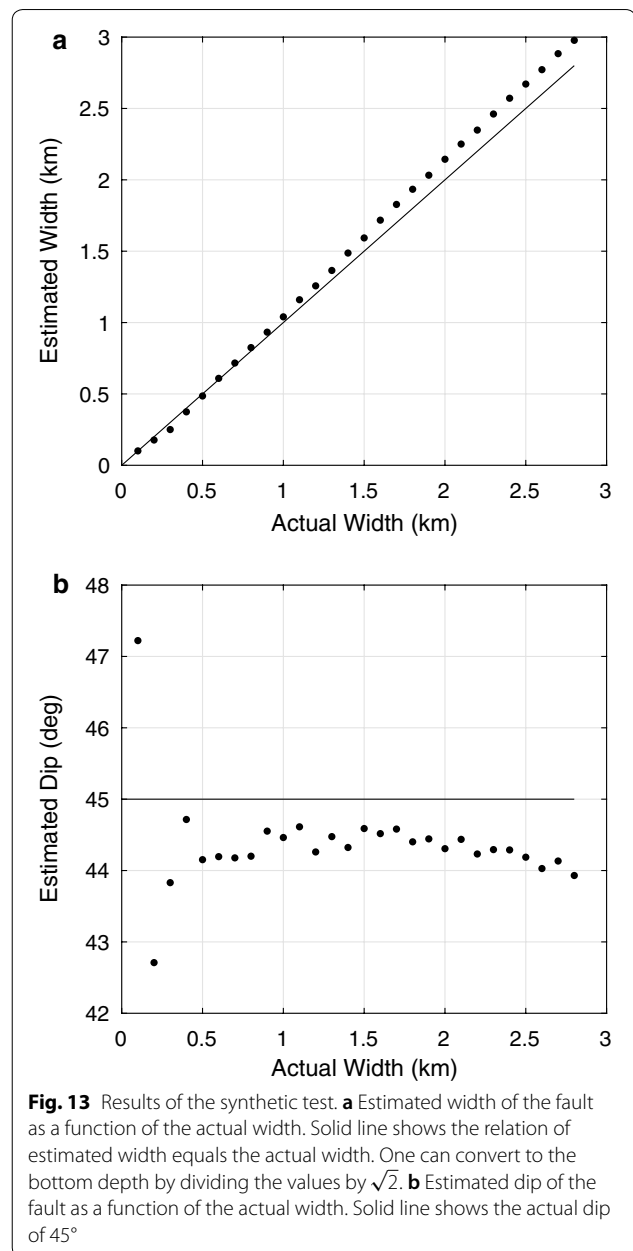 a
3
2.5
2
1.5
1
0.5
0
Estimated Width (km)
0 0.5 1 1.5 2 2.5 3
Actual Width (km)
b
48
47
46
45
44
43
42
Estimated Dip (deg)
0 0.5 1 1.5 2 2.5 3
Actual Width (km)
Fig. 13 Results of the synthetic test. a Estimated width of the fault
as a function of the actual width. Solid line shows the relation of
estimated width equals the actual width. One can convert to the
bottom depth by dividing the values by √2. b Estimated dip of the
fault as a function of the actual width. Solid line shows the actual dip
of 45°